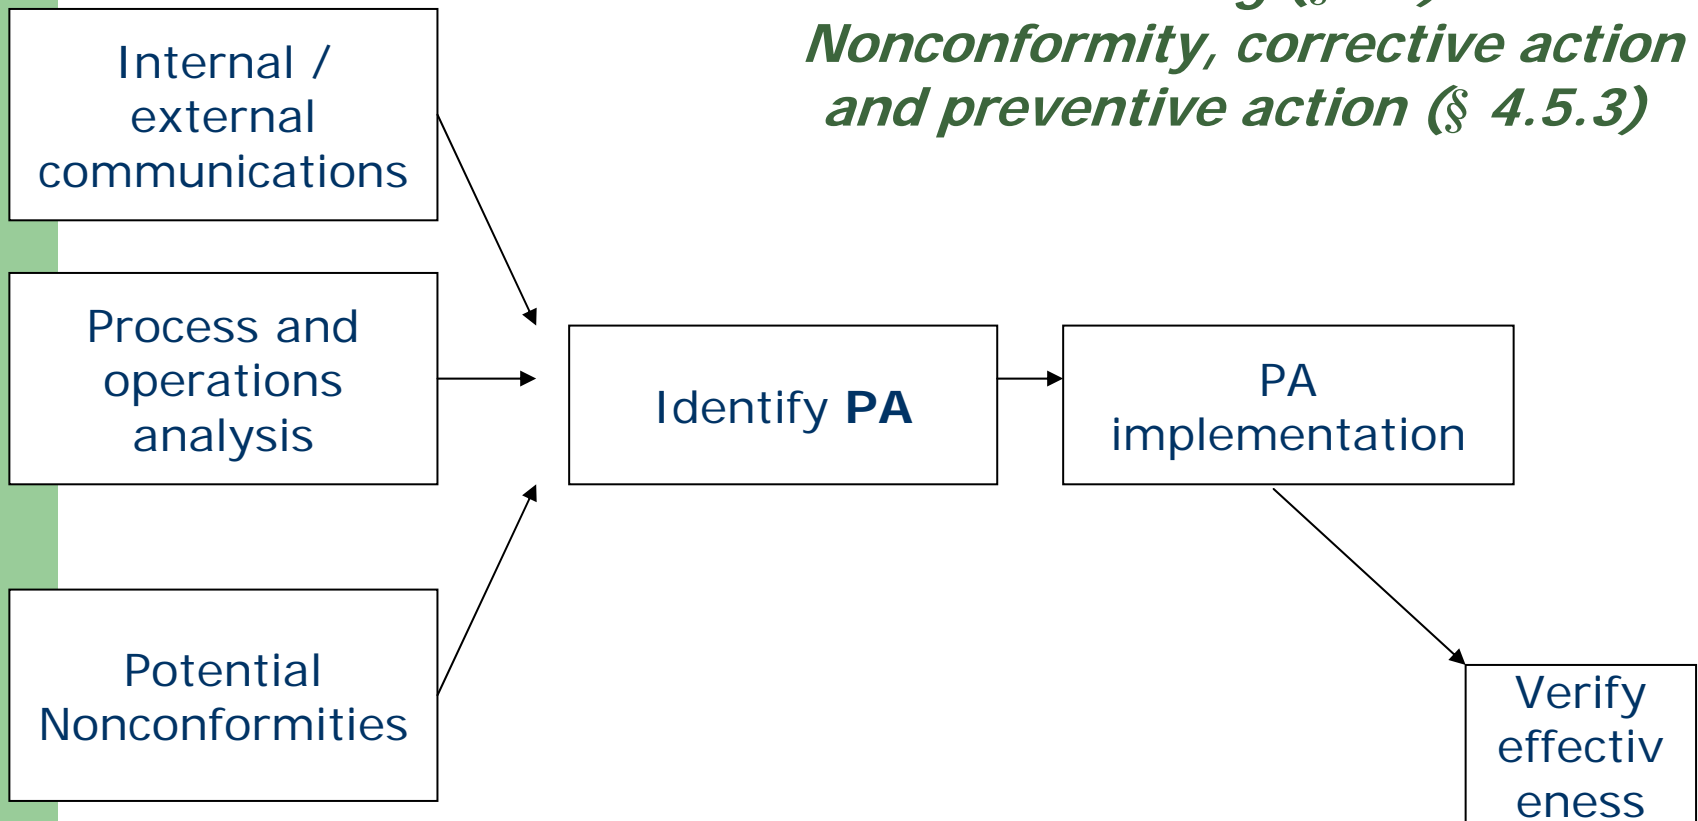 Nonconformity, corrective action
and preventive action (§ 4.5.3)
Internal /
external
communications
Process and
operations
analysis
Potential
Nonconformities
Identify PA
PA
implementation
Verify
effectiv
eness